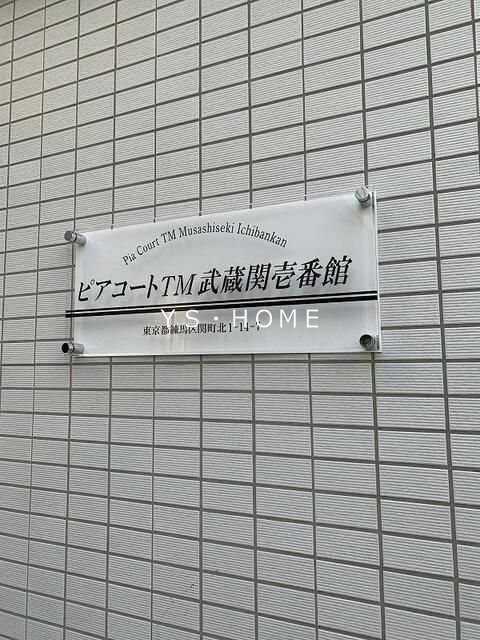 Pia Court TM Musashiseki Ichibankan
ピアコートTM武蔵関壱番館
YS・HOME
東京都練馬区関町北1-14-7